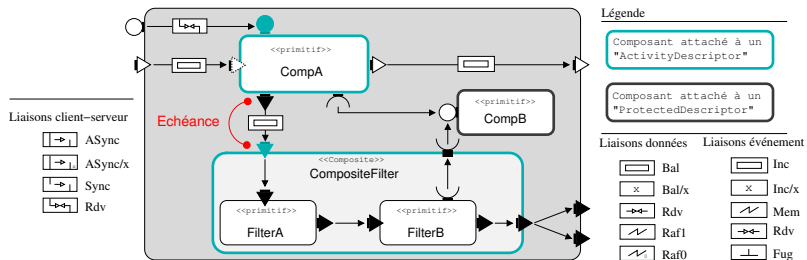 Légende
Composant attaché à un
"ActivityDescriptor"
Composant attaché à un
"ProtectedDescriptor"
Liaisons client–serveur
ASync
ASync/x
Sync
Rdv
<<primitif>>
CompA
Echéance
<<primitif>>
CompB
<<Composite>>
CompositeFilter
<<primitif>>
FilterA
<<primitif>>
FilterB
Liaisons données
Bal
x Bal/x
Rdv
Raf1
Raf0
Liaisons événement
Inc
x Inc/x
Mem
Rdv
Fug